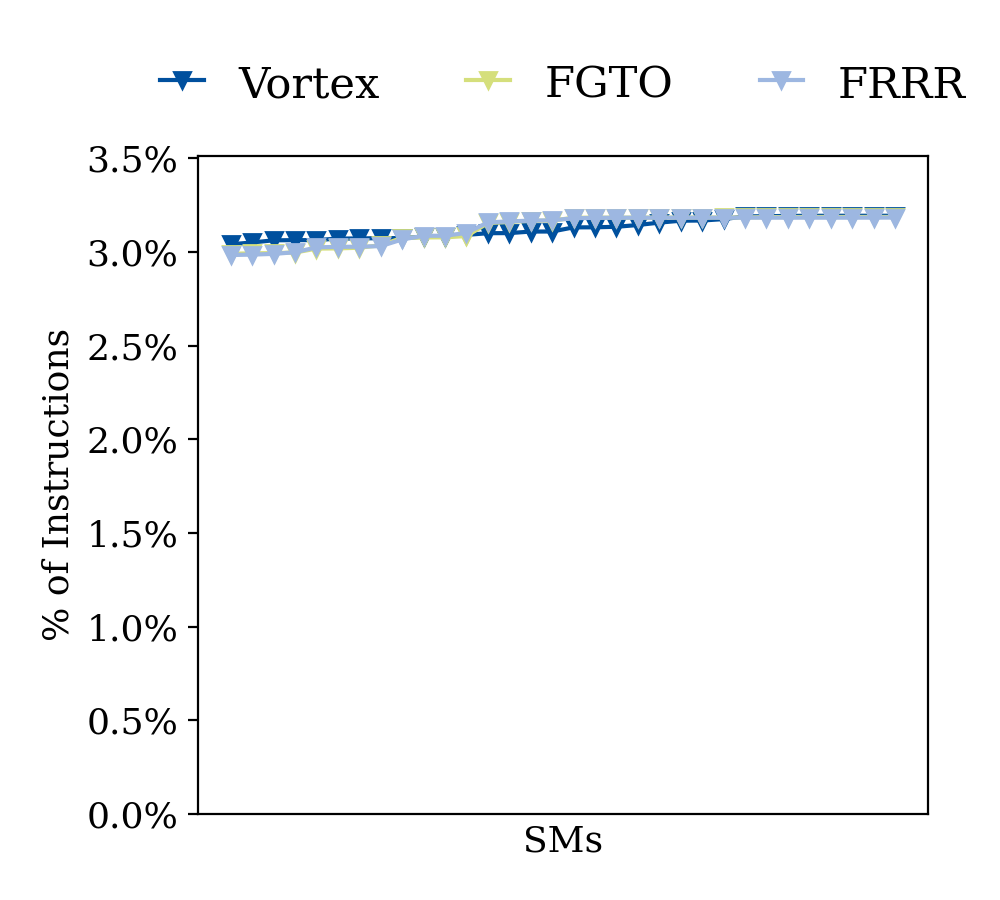 Vortex FGTO FRRR
3.5%
3.0%
2.5%
2.0%
1.5%
1.0%
0.5%
0.0%
% of Instructions
SMs